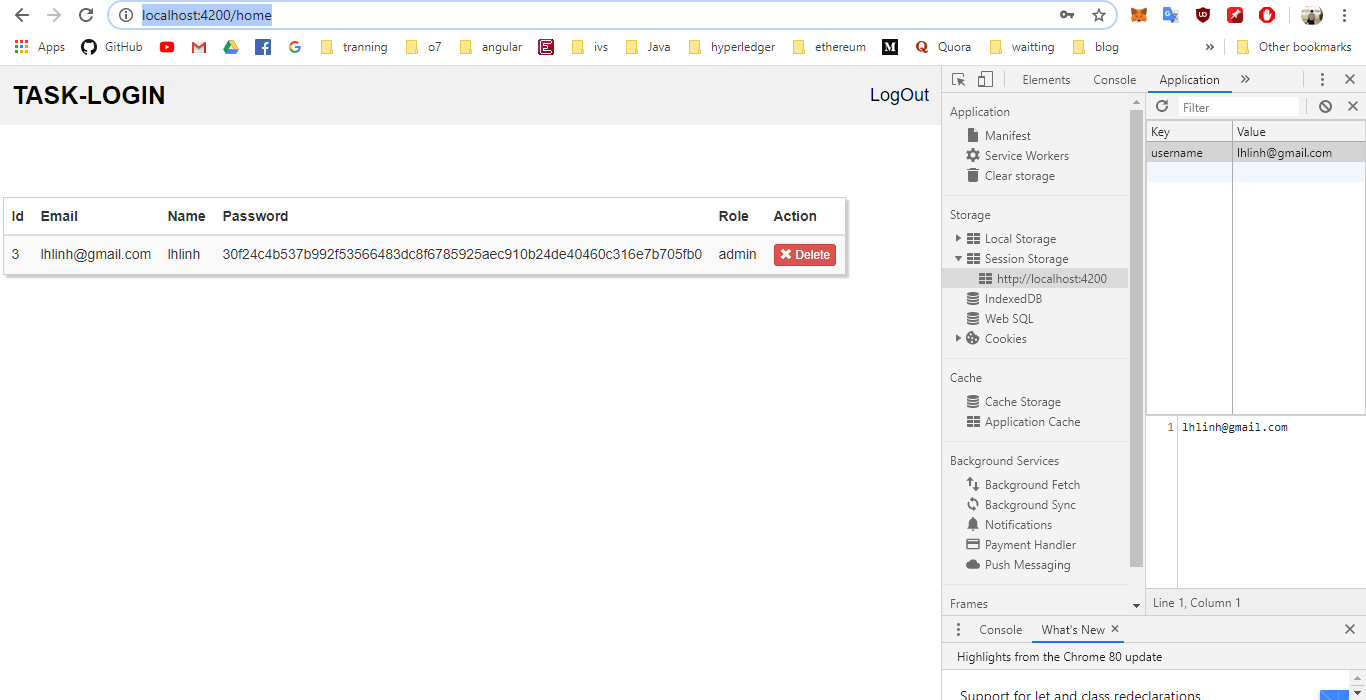 localhost:4200/home
Apps GitHub tranning o7 angular ivs Java hyperledger ethereum Quora waitting blog » Other bookmarks
TASK-LOGIN LogOut
Id Email Name Password Role Action
3 lhlinh@gmail.com lhlinh 30f24c4b537b992f53566483dc8f6785925aec910b24de40460c316e7b705fb0 admin Delete
Elements Console Application »
Application
Manifest
Service Workers
Clear storage
Storage
Local Storage
Session Storage
http://localhost:4200
IndexedDB
Web SQL
Cookies
Cache
Cache Storage
Application Cache
Background Services
Background Fetch
Background Sync
Notifications
Payment Handler
Push Messaging
Frames
Filter
Key Value
username lhlinh@gmail.com
1 lhlinh@gmail.com
Line 1, Column 1
Console What's New
Highlights from the Chrome 80 update
Support for let and class redeclarations